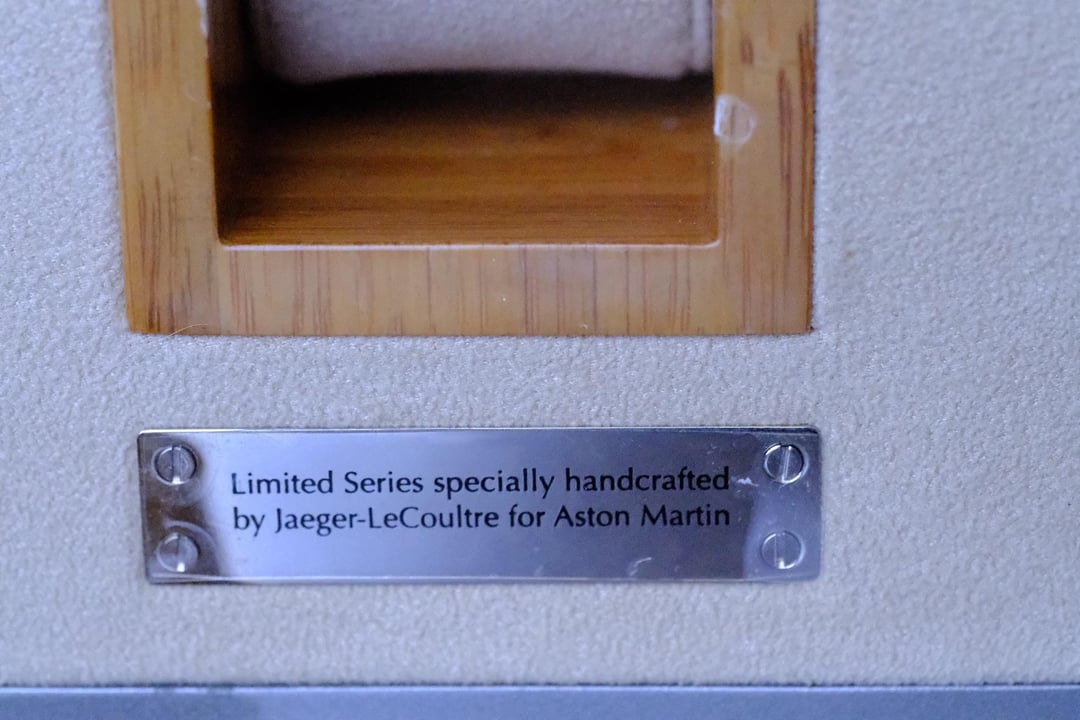 Limited Series specially handcrafted
by Jaeger-LeCoultre for Aston Martin